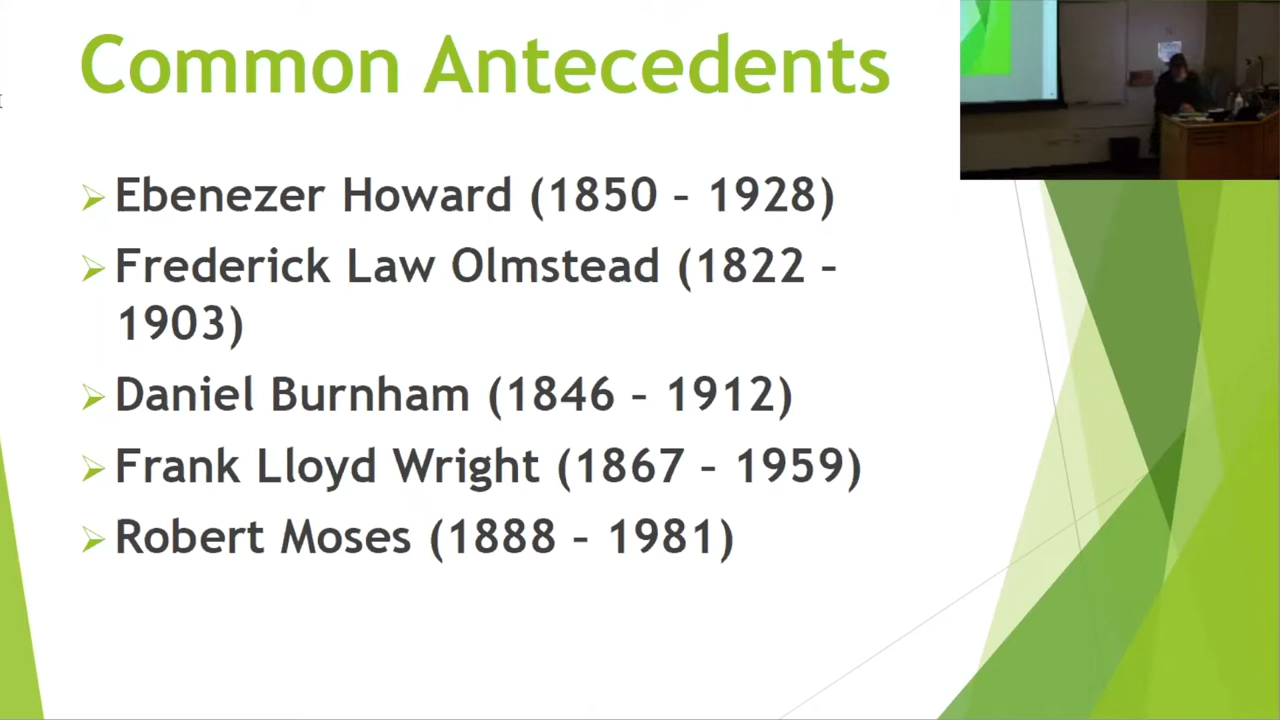 Common Antecedents
Ebenezer Howard (1850 – 1928)
Frederick Law Olmstead (1822 –
1903)
Daniel Burnham (1846 – 1912)
Frank Lloyd Wright (1867 – 1959)
Robert Moses (1888 – 1981)